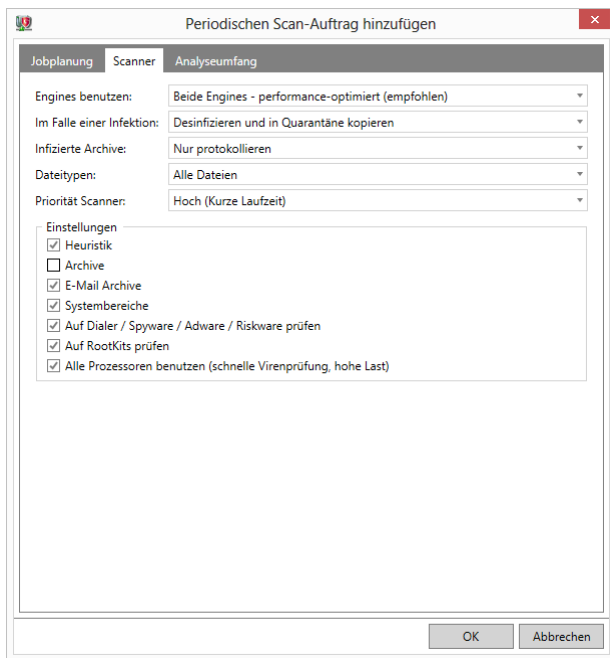 Periodischen Scan-Auftrag hinzufügen
Jobplanung Scanner Analyseumfang
Engines benutzen: Beide Engines - performance-optimiert (empfohlen)
Im Falle einer Infektion: Desinfizieren und in Quarantäne kopieren
Infizierte Archive: Nur protokollieren
Dateitypen: Alle Dateien
Priorität Scanner: Hoch (Kurze Laufzeit)
Einstellungen
Heuristik
Archive
E-Mail Archive
Systembereiche
Auf Dialer / Spyware / Adware / Riskware prüfen
Auf RootKits prüfen
Alle Prozessoren benutzen (schnelle Virenprüfung, hohe Last)
OK Abbrechen